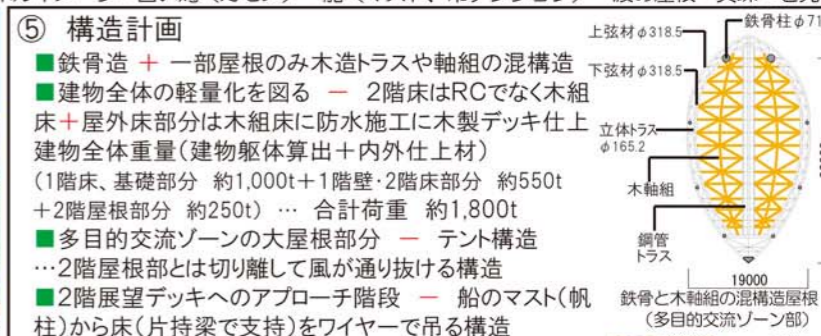 ⑤ 構造計画
■鉄骨造 + 一部屋根のみ木造トラスや軸組の混構造
■建物全体の軽量化を図る － 2階床はRCでなく木組
床+屋外床部分は木組床に防水施工に木製デッキ仕上
建物全体重量(建物躯体算出+内外仕上材)
(1階床、基礎部分 約1,000t+1階壁・2階床部分 約550t
+2階屋根部分 約250t) … 合計荷重 約1,800t
■多目的交流ゾーンの大屋根部分 － テント構造
…2階屋根部とは切り離して風が通り抜ける構造
■2階展望デッキへのアプローチ階段 － 船のマスト(帆
柱)から床(片持梁で支持)をワイヤーで吊る構造
上弦材φ318.5
鉄骨柱φ71
下弦材φ318.5
立体トラス
φ165.2
木軸組
鋼管
トラス
19000
鉄骨と木軸組の混構造屋根
(多目的交流ゾーン部)